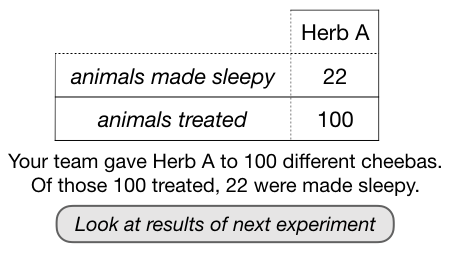 Herb A
animals made sleepy 22
animals treated 100
Your team gave Herb A to 100 different cheebas.
Of those 100 treated, 22 were made sleepy.
Look at results of next experiment